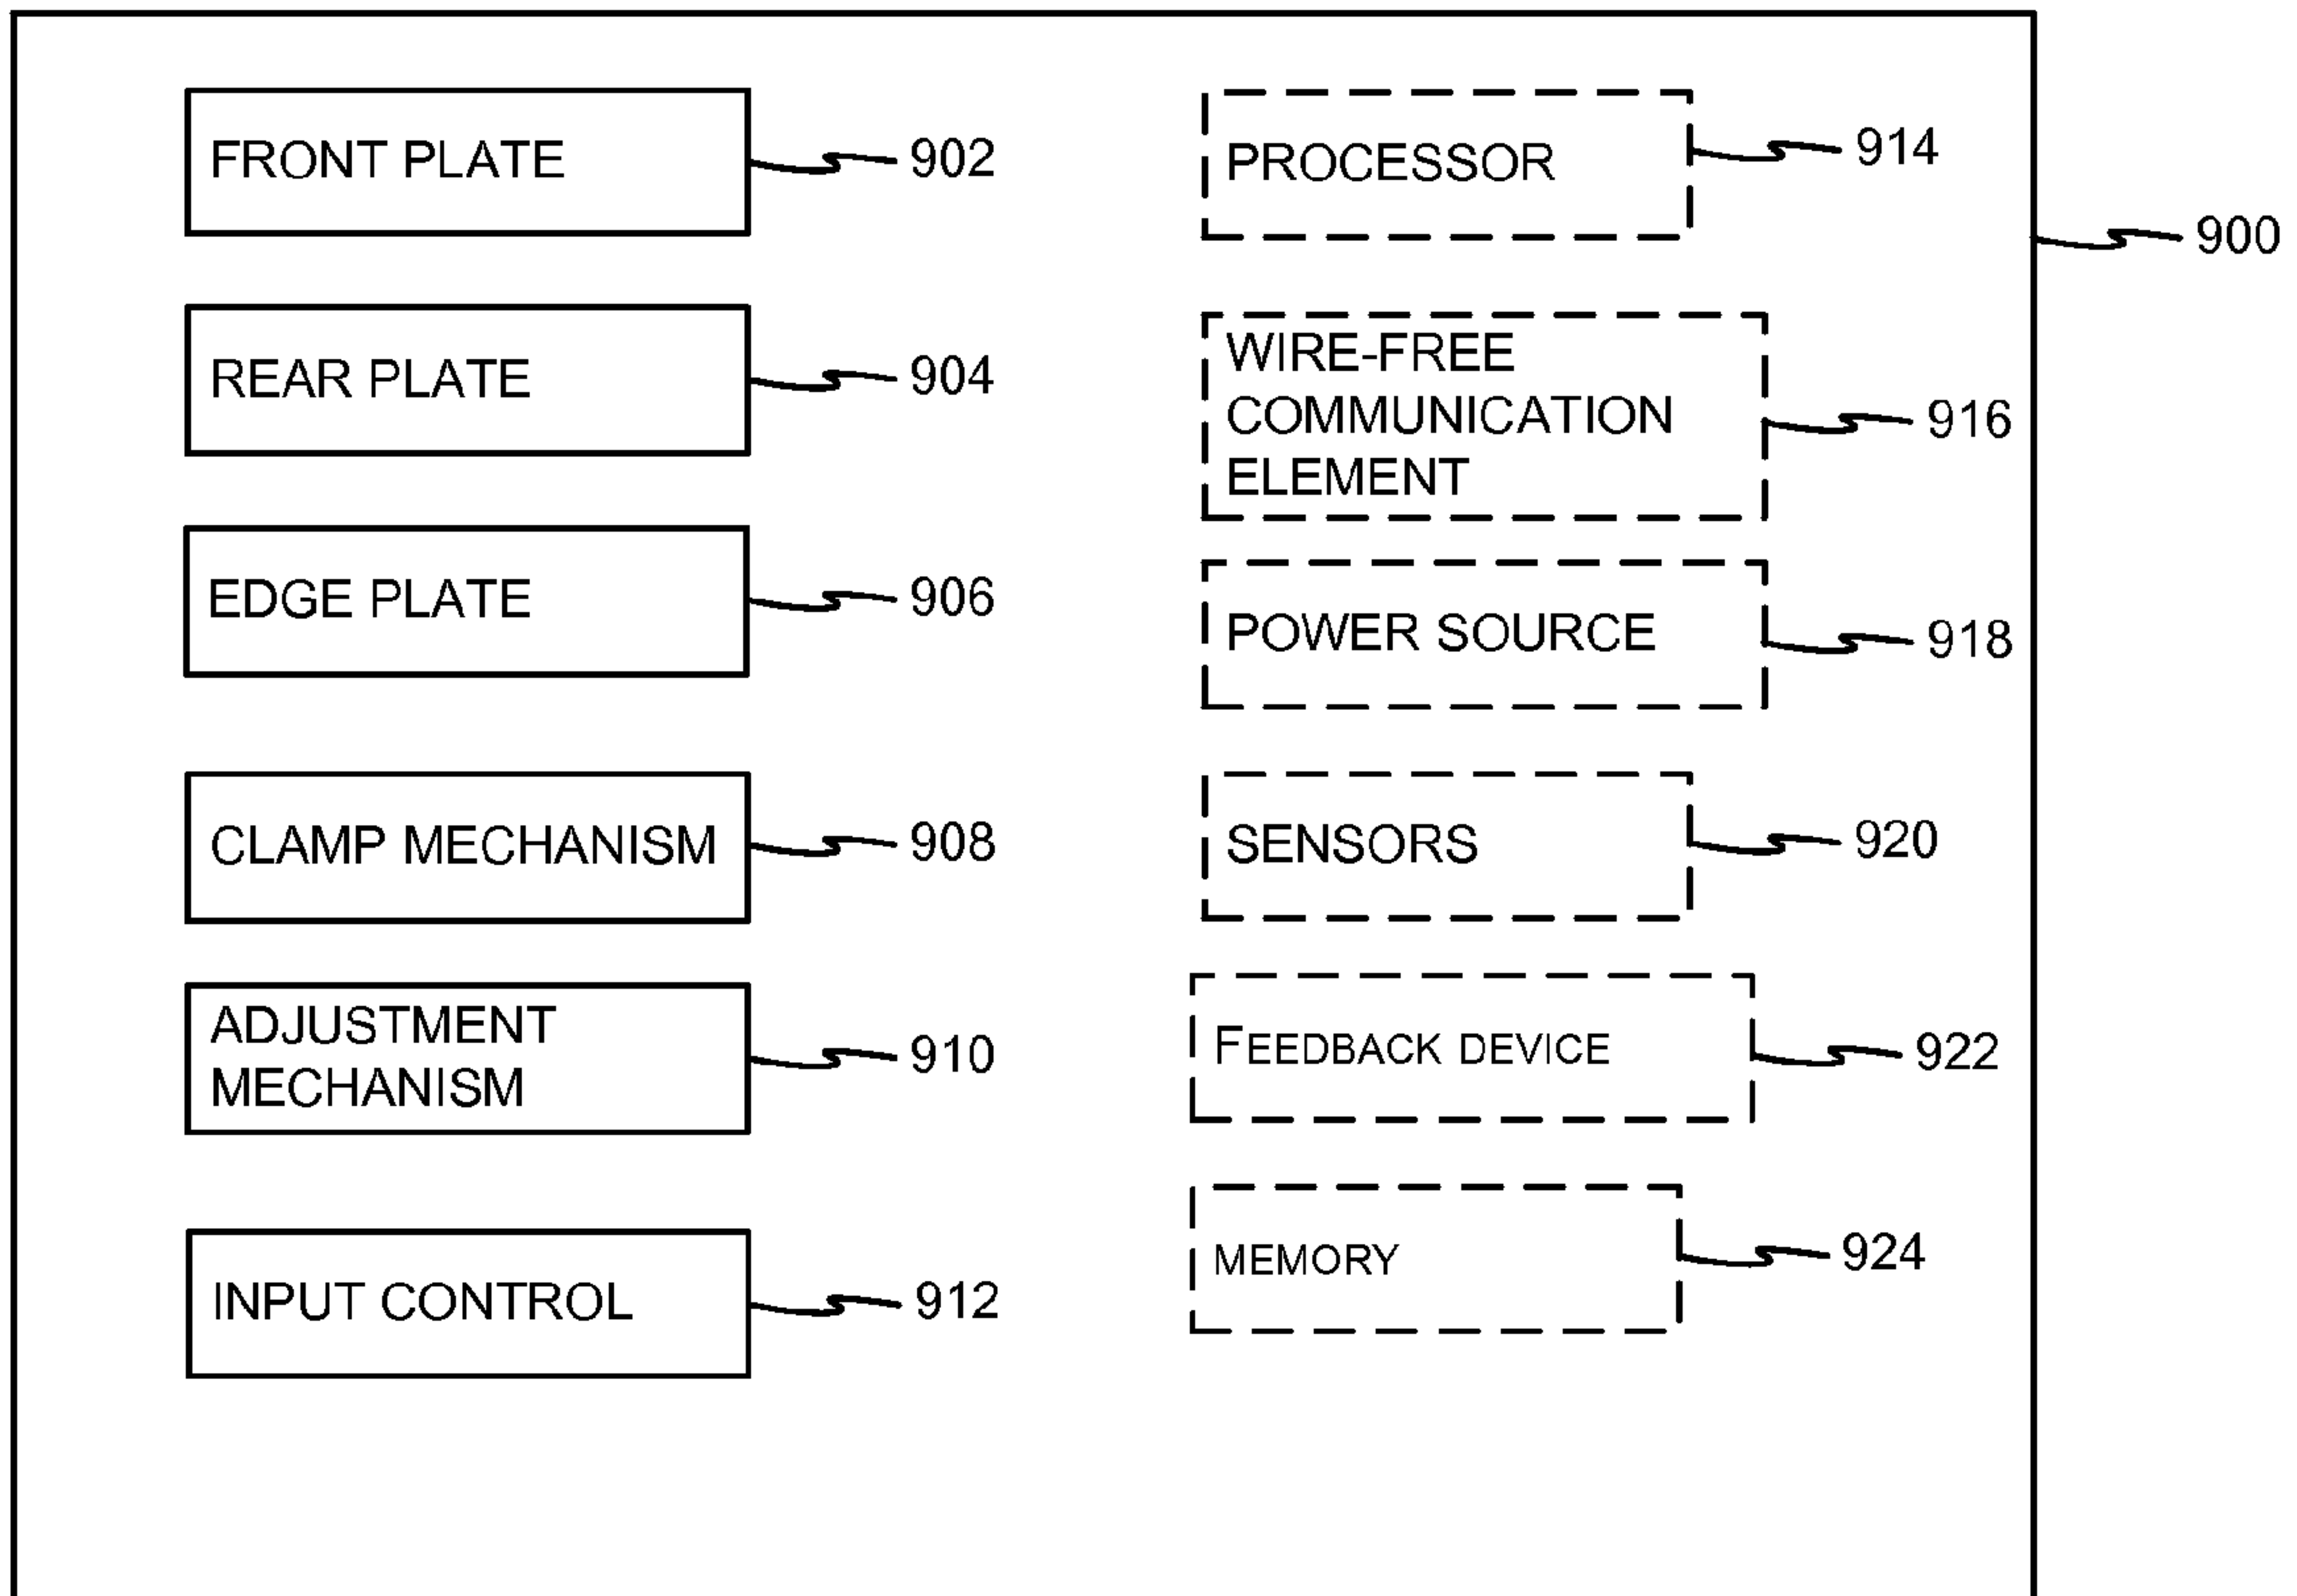 FRONT PLATE
902
REAR PLATE
904
EDGE PLATE
906
CLAMP MECHANISM
908
ADJUSTMENT
MECHANISM
910
INPUT CONTROL
912
PROCESSOR
914
900
WIRE-FREE
COMMUNICATION
ELEMENT
916
POWER SOURCE
918
SENSORS
920
FEEDBACK DEVICE
922
MEMORY
924